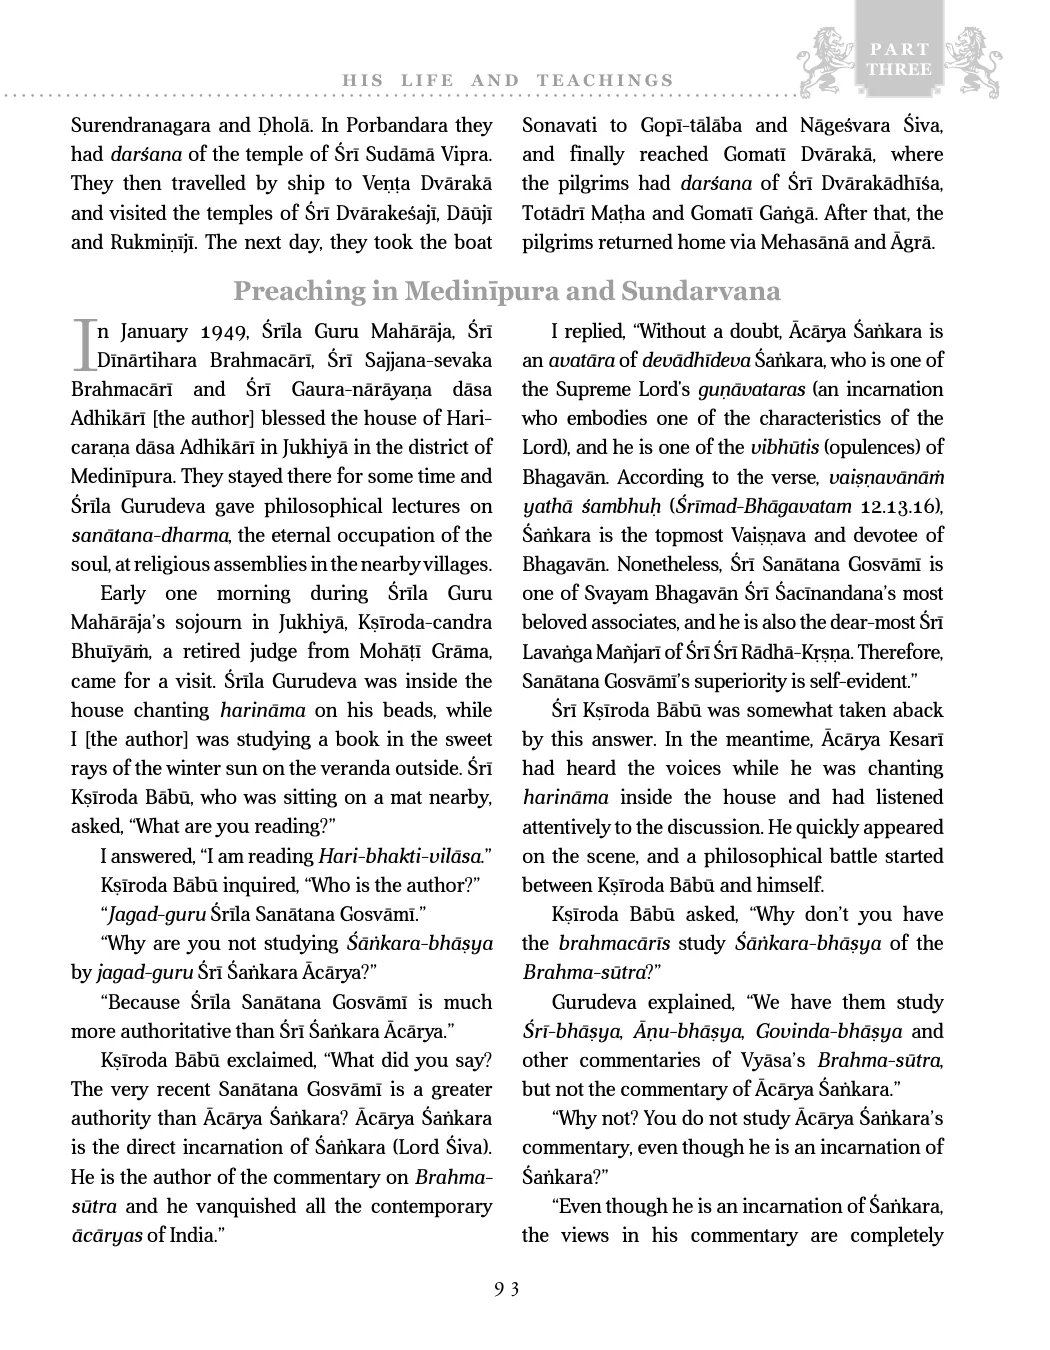 PART
THREE
HIS LIFE AND TEACHINGS
Surendranagara and Ḍholā. In Porbandara they
had darśana of the temple of Śrī Sudāmā Vipra.
They then travelled by ship to Veṇṭa Dvārakā
and visited the temples of Śrī Dvārakeśajī, Dāūjī
and Rukmiṇījī. The next day, they took the boat
Sonavati to Gopī-tālāba and Nāgeśvara Śiva,
and finally reached Gomatī Dvārakā, where
the pilgrims had darśana of Śrī Dvārakādhīśa,
Totādrī Maṭha and Gomatī Gaṅgā. After that, the
pilgrims returned home via Mehasānā and Āgrā.
Preaching in Medinīpura and Sundarvana
In January 1949, Śrīla Guru Mahārāja, Śrī
Dīnārtihara Brahmacārī, Śrī Sajjana-sevaka
Brahmacārī and Śrī Gaura-nārāyaṇa dāsa
Adhikārī [the author] blessed the house of Hari-
caraṇa dāsa Adhikārī in Jukhiyā in the district of
Medinīpura. They stayed there for some time and
Śrīla Gurudeva gave philosophical lectures on
sanātana-dharma, the eternal occupation of the
soul, at religious assemblies in the nearby villages.
Early one morning during Śrīla Guru
Mahārāja’s sojourn in Jukhiyā, Kṣīroda-candra
Bhuīyāṁ, a retired judge from Mohāṭī Grāma,
came for a visit. Śrīla Gurudeva was inside the
house chanting harināma on his beads, while
I [the author] was studying a book in the sweet
rays of the winter sun on the veranda outside. Śrī
Kṣīroda Bābū, who was sitting on a mat nearby,
asked, “What are you reading?”
I answered, “I am reading Hari-bhakti-vilāsa.”
Kṣīroda Bābū inquired, “Who is the author?”
“Jagad-guru Śrīla Sanātana Gosvāmī.”
“Why are you not studying Śāṅkara-bhāṣya
by jagad-guru Śrī Śaṅkara Ācārya?”
“Because Śrīla Sanātana Gosvāmī is much
more authoritative than Śrī Śaṅkara Ācārya.”
Kṣīroda Bābū exclaimed, “What did you say?
The very recent Sanātana Gosvāmī is a greater
authority than Ācārya Śaṅkara? Ācārya Śaṅkara
is the direct incarnation of Śaṅkara (Lord Śiva).
He is the author of the commentary on Brahma-
sūtra and he vanquished all the contemporary
ācāryas of India.”
I replied, “Without a doubt, Ācārya Śaṅkara is
an avatāra of devādhīdeva Śaṅkara, who is one of
the Supreme Lord’s guṇāvataras (an incarnation
who embodies one of the characteristics of the
Lord), and he is one of the vibhūtis (opulences) of
Bhagavān. According to the verse, vaiṣṇavānāṁ
yathā śambhuḥ (Śrīmad-Bhāgavatam 12.13.16),
Śaṅkara is the topmost Vaiṣṇava and devotee of
Bhagavān. Nonetheless, Śrī Sanātana Gosvāmī is
one of Svayam Bhagavān Śrī Śacīnandana’s most
beloved associates, and he is also the dear-most Śrī
Lavaṅga Mañjarī of Śrī Śrī Rādhā-Kṛṣṇa. Therefore,
Sanātana Gosvāmī’s superiority is self-evident.”
Śrī Kṣīroda Bābū was somewhat taken aback
by this answer. In the meantime, Ācārya Kesarī
had heard the voices while he was chanting
harināma inside the house and had listened
attentively to the discussion. He quickly appeared
on the scene, and a philosophical battle started
between Kṣīroda Bābū and himself.
Kṣīroda Bābū asked, “Why don’t you have
the brahmacārīs study Śāṅkara-bhāṣya of the
Brahma-sūtra?”
Gurudeva explained, “We have them study
Śrī-bhāṣya, Āṇu-bhāṣya, Govinda-bhāṣya and
other commentaries of Vyāsa’s Brahma-sūtra,
but not the commentary of Ācārya Śaṅkara.”
“Why not? You do not study Ācārya Śaṅkara’s
commentary, even though he is an incarnation of
Śaṅkara?”
“Even though he is an incarnation of Śaṅkara,
the views in his commentary are completely
93